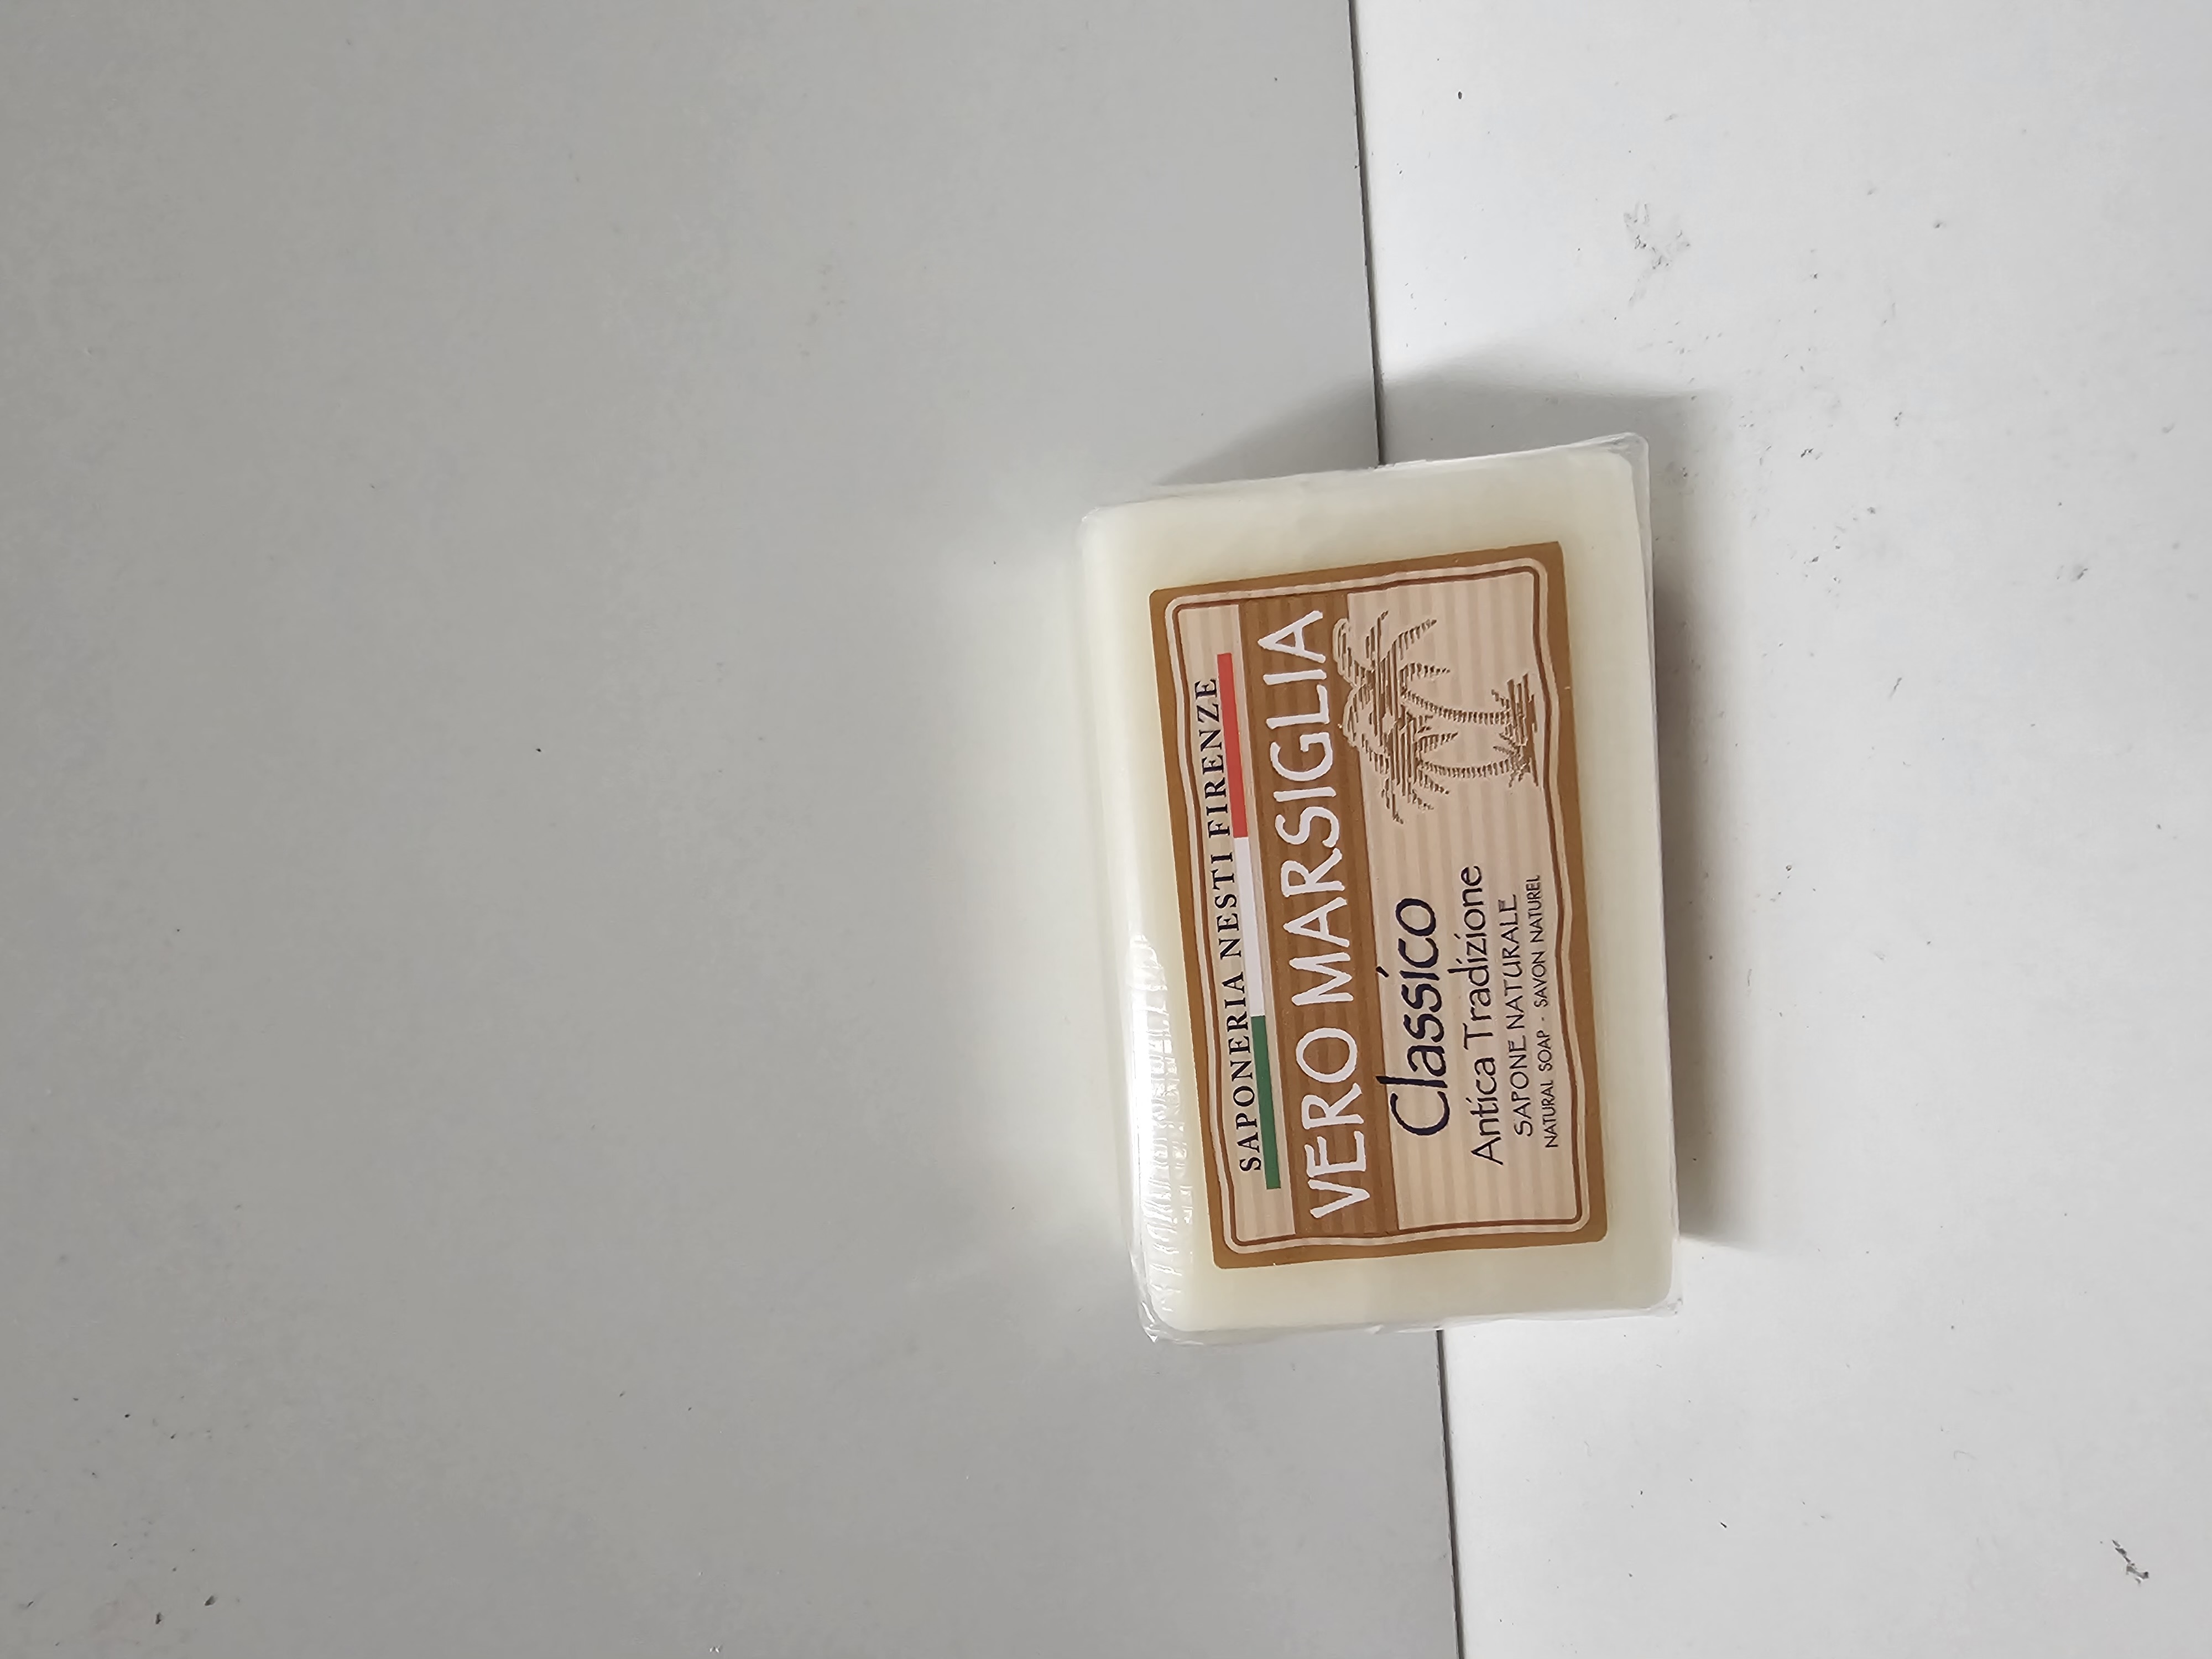 SAPONERIA NESTI FIRENZE
VERO MARSIGLIA
Classico
Antica Tradizione
SAPONE NATURALE
NATURAL SOAP - SAVON NATUREL